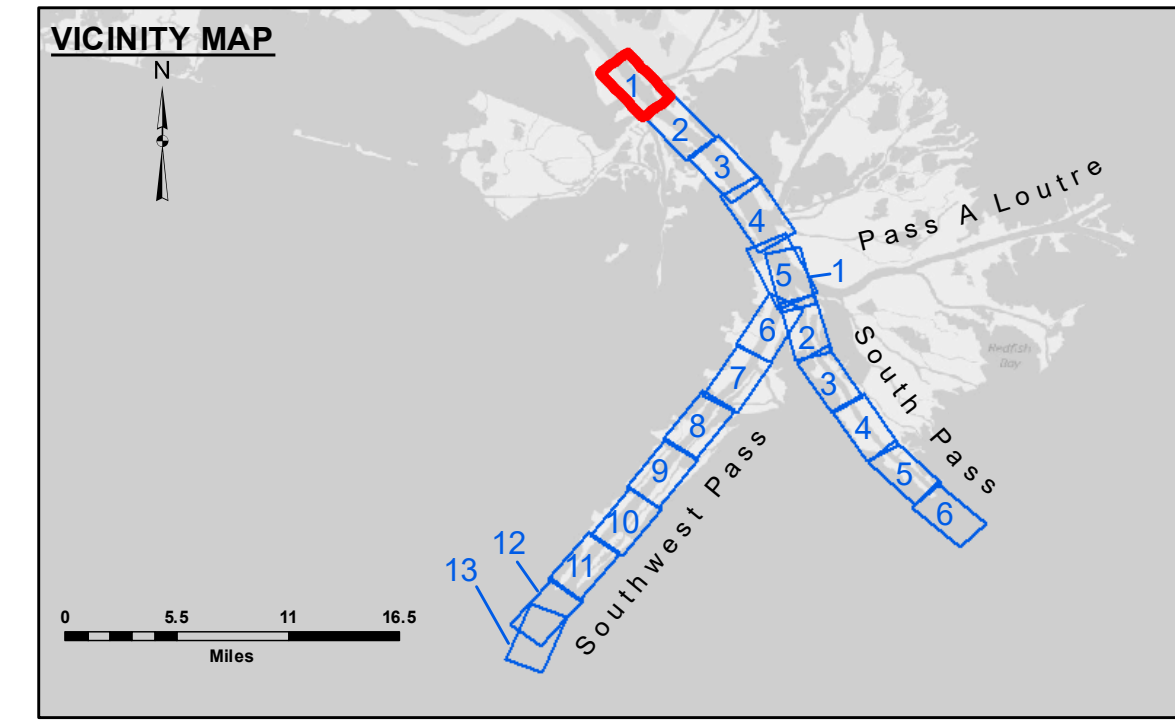 VICINITY MAP
N
1
2
3
4
5
1
Pass A Loutre
6
2
South Pass
Redfish
Bay
7
3
8
4
9
5
10
6
11
12
13
Southwest Pass
0 5.5 11 16.5
Miles